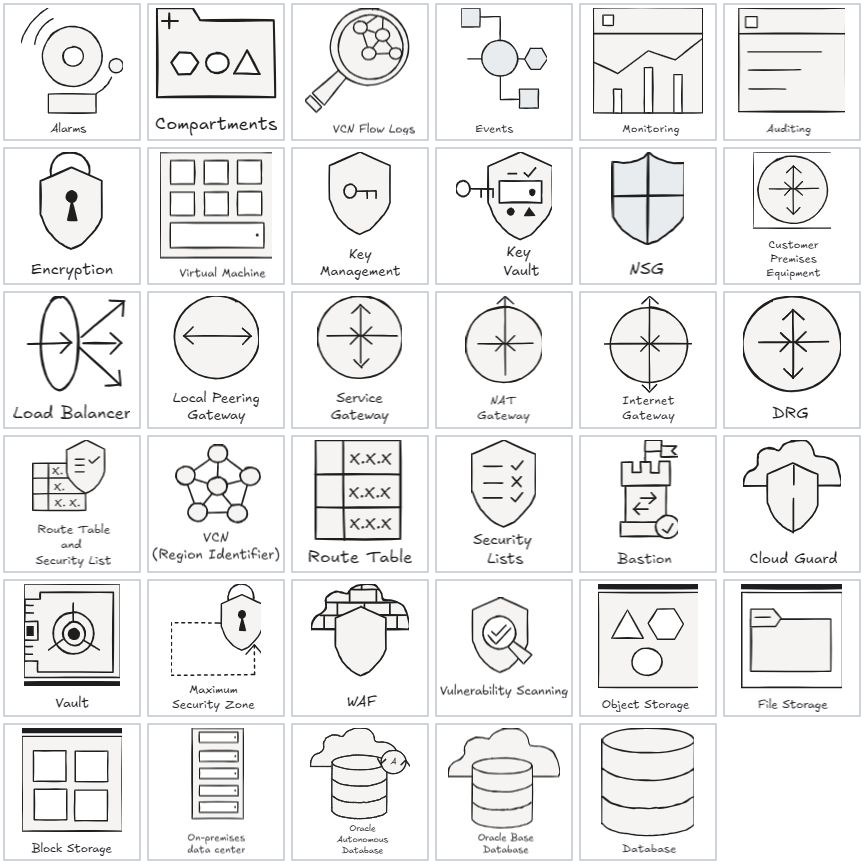 Alarms
Compartments
VCN Flow Logs
Events
Monitoring
Auditing
Encryption
Virtual Machine
Key
Management
Key
Vault
NSG
Customer
Premises
Equipment
Load Balancer
Local Peering
Gateway
Service
Gateway
NAT
Gateway
Internet
Gateway
DRG
X.
X.
X. X.
Route Table
and
Security List
VCN
(Region Identifier)
X.X.X
X.X.X
X.X.X
Route Table
Security
Lists
Bastion
Cloud Guard
Vault
Maximum
Security Zone
WAF
Vulnerability Scanning
Object Storage
File Storage
Block Storage
On-premises
data center
A
Oracle
Autonomous
Database
Oracle Base
Database
Database